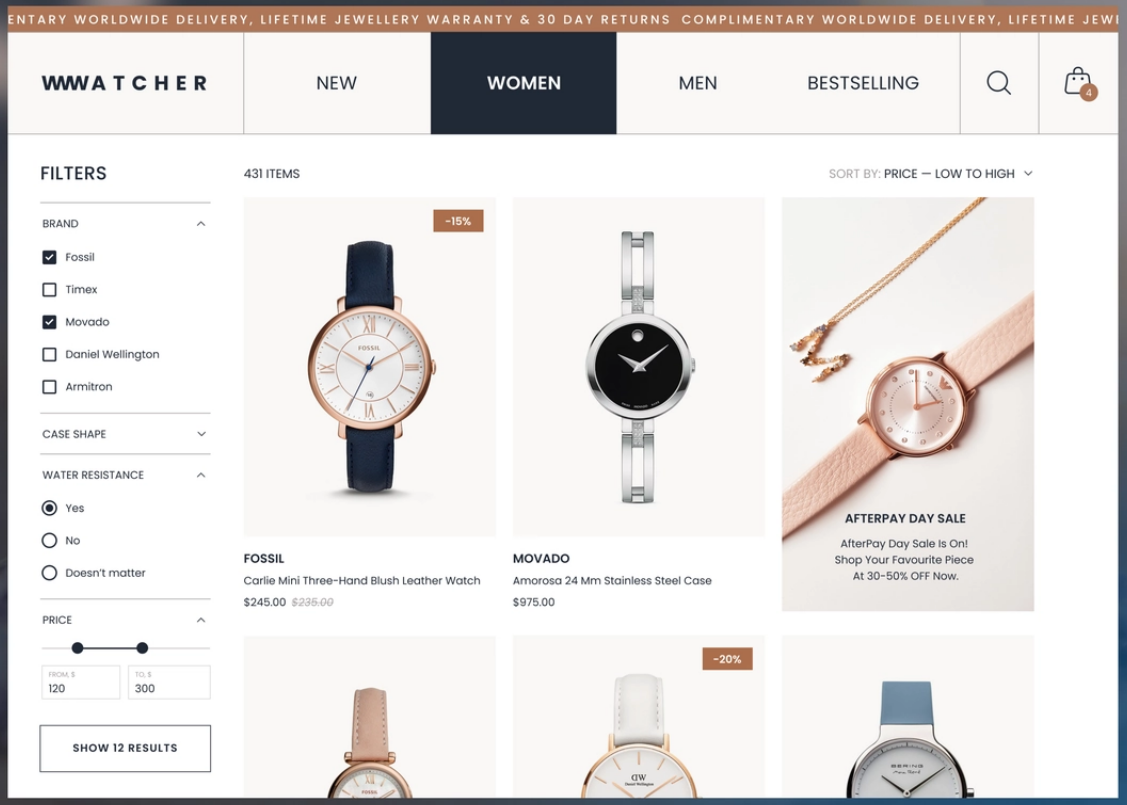 ENTARY WORLDWIDE DELIVERY, LIFETIME JEWELLERY WARRANTY & 30 DAY RETURNS COMPLIMENTARY WORLDWIDE DELIVERY, LIFETIME JEWE
WWWATCHER
NEW
WOMEN
MEN
BESTSELLING
4
FILTERS
431 ITEMS
SORT BY: PRICE — LOW TO HIGH
BRAND
Fossil
Timex
Movado
Daniel Wellington
Armitron
CASE SHAPE
WATER RESISTANCE
Yes
No
Doesn't matter
PRICE
FROM, $
120
TO, $
300
SHOW 12 RESULTS
-15%
FOSSIL
FOSSIL
Carlie Mini Three-Hand Blush Leather Watch
$245.00 $235.00
MOVADO
Amorosa 24 Mm Stainless Steel Case
$975.00
AFTERPAY DAY SALE
AfterPay Day Sale Is On!
Shop Your Favourite Piece
At 30-50% OFF Now.
FOSSIL
-20%
DW
Daniel Wellington
BERING